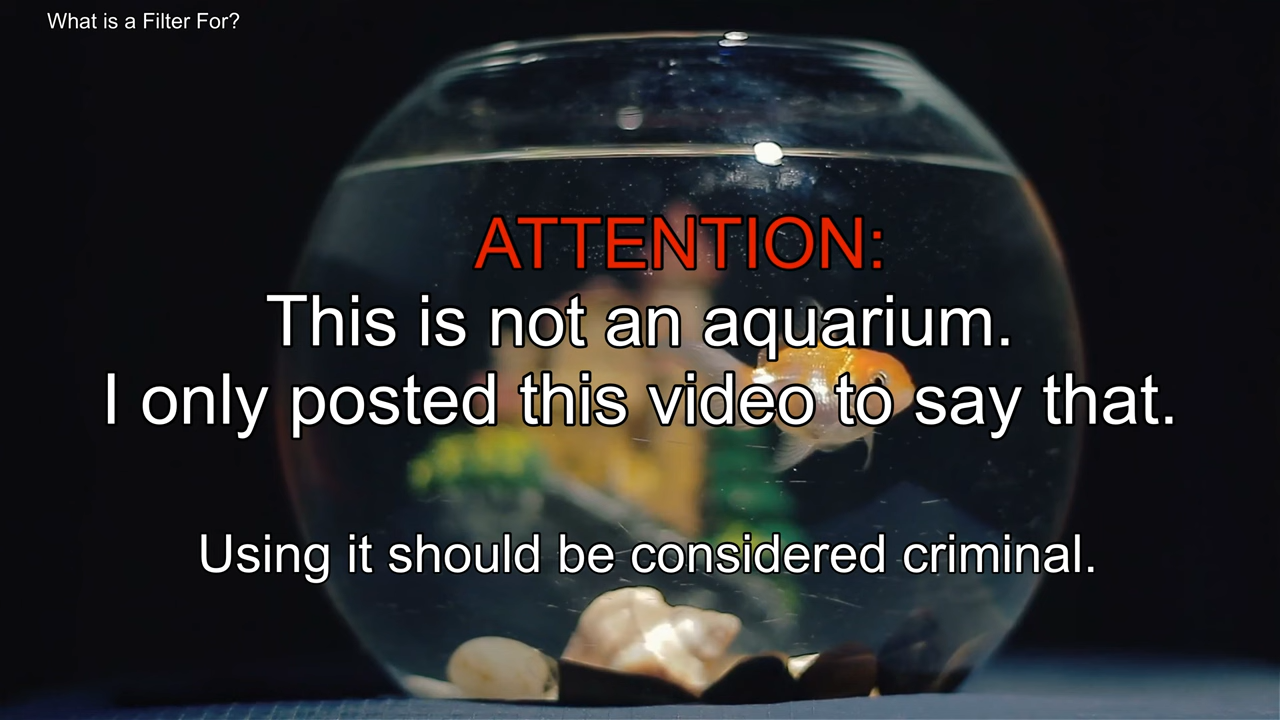 What is a Filter For?
ATTENTION:
This is not an aquarium.
I only posted this video to say that.
Using it should be considered criminal.